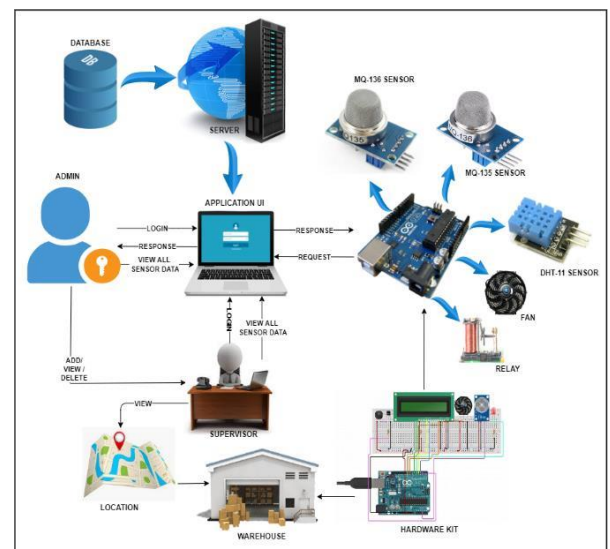 DATABASE
DB
SERVER
MQ-136 SENSOR
MQ-135 SENSOR
ADMIN
APPLICATION UI
LOGIN
RESPONSE
VIEW ALL
SENSOR DATA
RESPONSE
REQUEST
DHT-11 SENSOR
FAN
RELAY
LOGIN
VIEW ALL
SENSOR DATA
ADD/
VIEW /
DELETE
VIEW
SUPERVISOR
LOCATION
WAREHOUSE
HARDWARE KIT